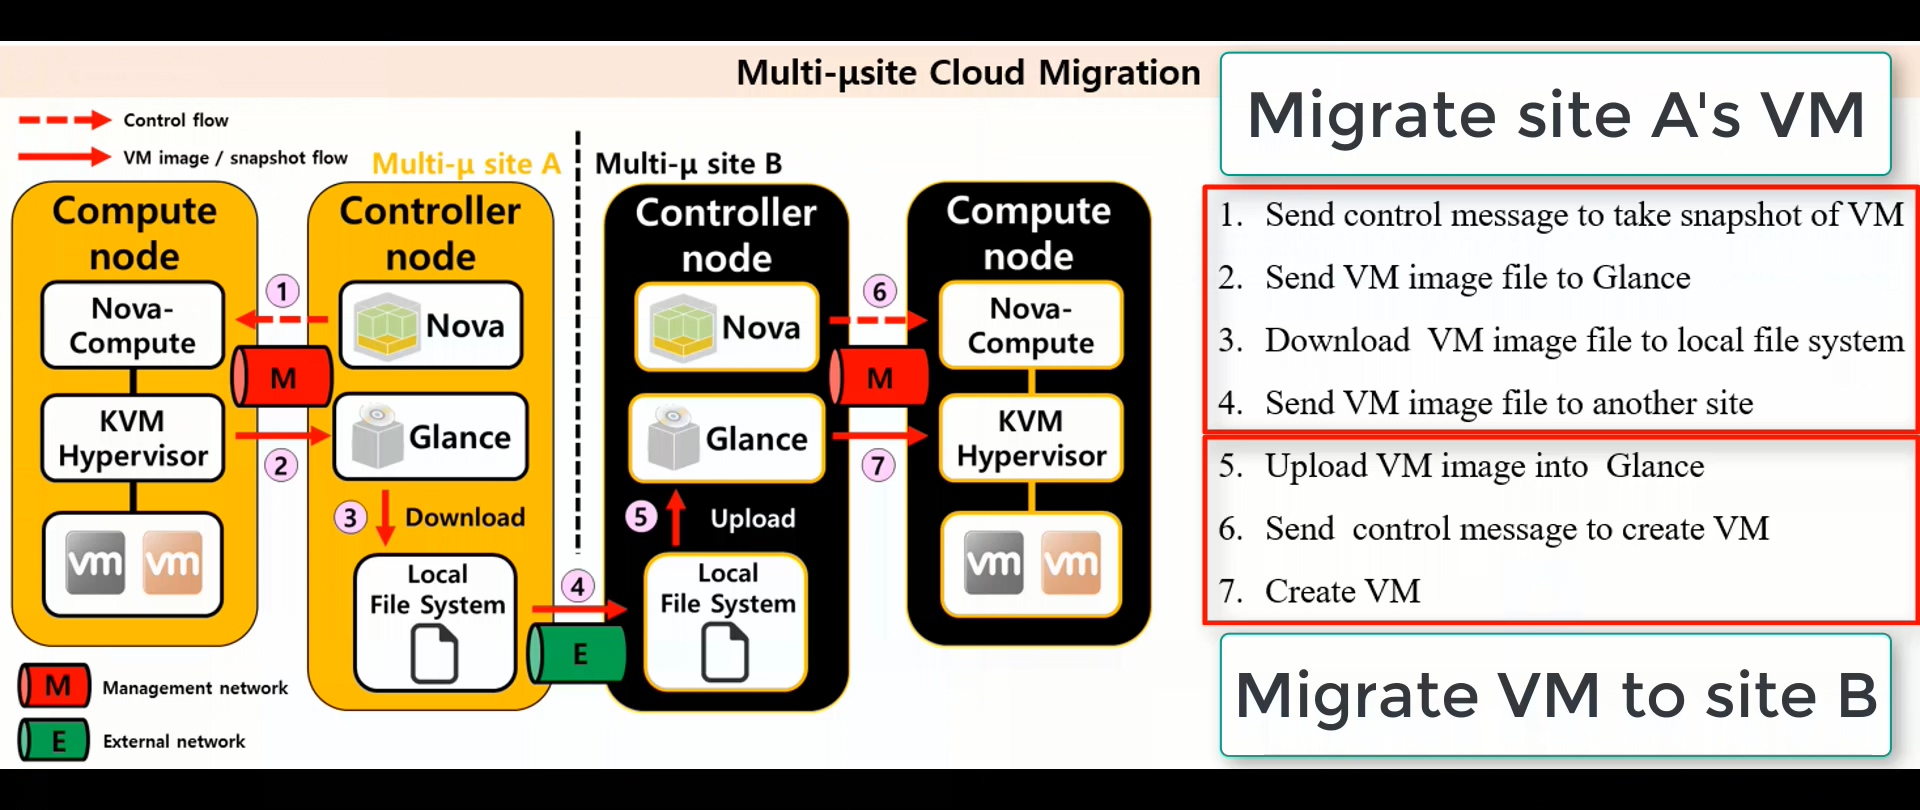 Multi-μsite Cloud Migration
Migrate site A's VM
Control flow
VM image / snapshot flow
Multi-μ site A
Multi-μ site B
Compute
node
Nova-
Compute
KVM
Hypervisor
vm
vm
1
M
2
Controller
node
Nova
Glance
3
Download
Local
File System
4
E
Controller
node
Nova
Glance
5
Upload
Local
File System
6
M
7
Compute
node
Nova-
Compute
KVM
Hypervisor
vm
vm
M
Management network
E
External network
1. Send control message to take snapshot of VM
2. Send VM image file to Glance
3. Download VM image file to local file system
4. Send VM image file to another site
5. Upload VM image into Glance
6. Send control message to create VM
7. Create VM
Migrate VM to site B